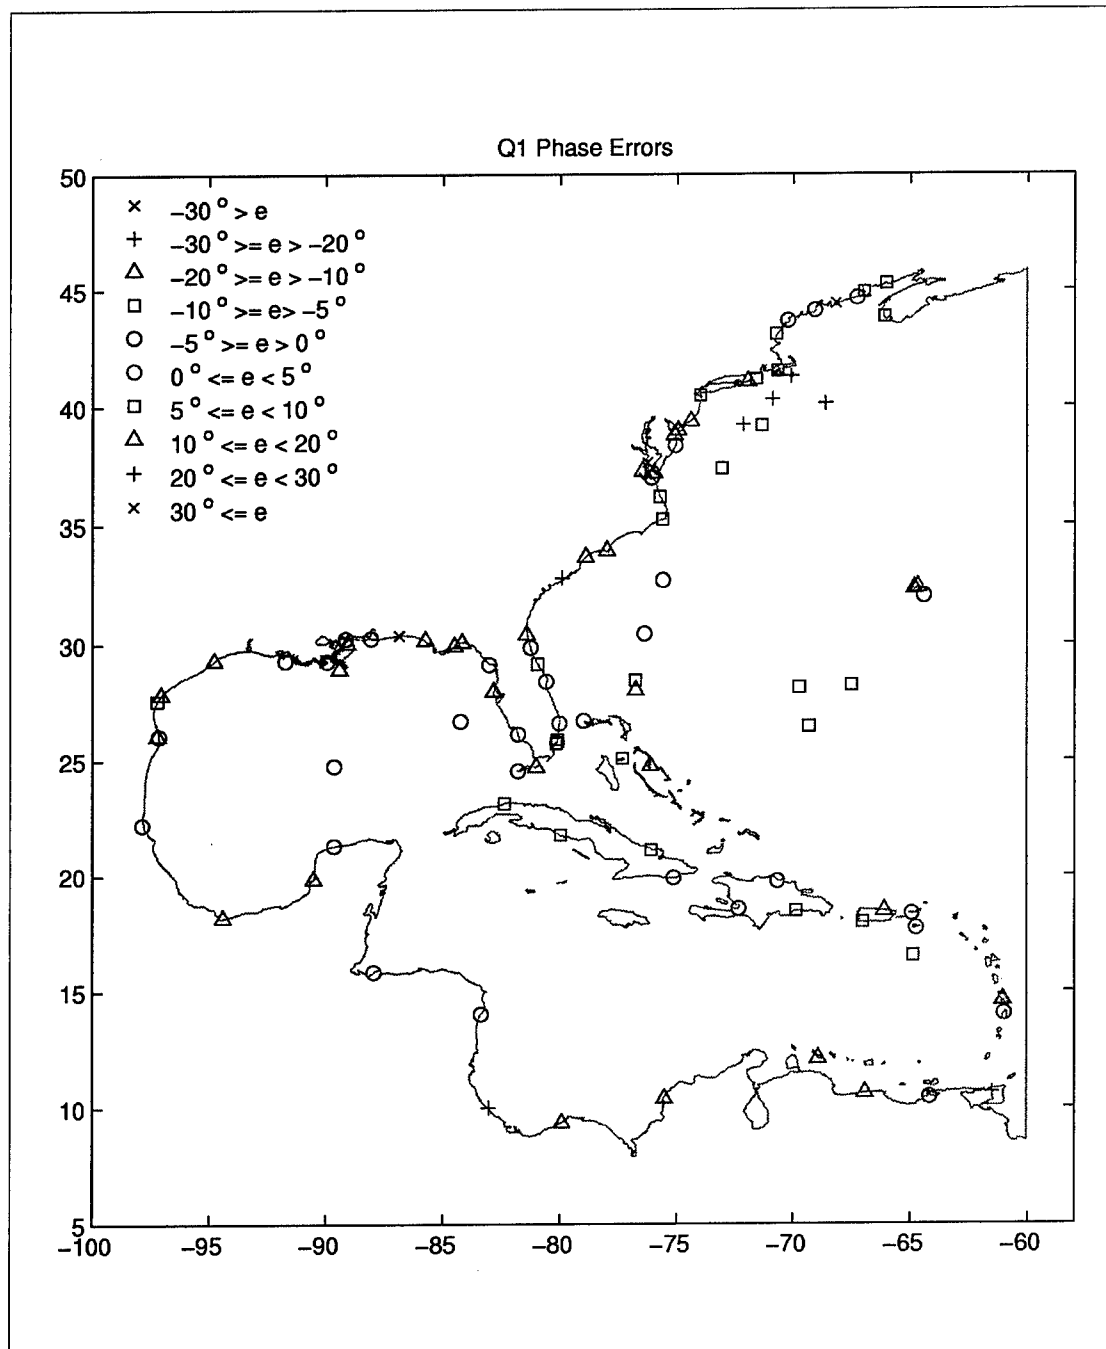 Q1 Phase Errors
50
45
40
35
30
25
20
15
10
5
× −30° > e
+ −30° >= e > −20°
△ −20° >= e > −10°
□ −10° >= e> −5°
○ −5° >= e > 0°
○ 0° <= e < 5°
□ 5° <= e < 10°
△ 10° <= e < 20°
+ 20° <= e < 30°
× 30° <= e
−100 −95 −90 −85 −80 −75 −70 −65 −60